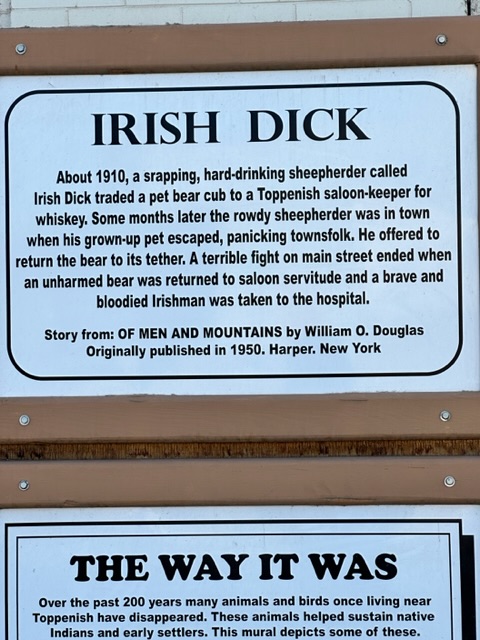 IRISH DICK
About 1910, a srapping, hard-drinking sheepherder called
Irish Dick traded a pet bear cub to a Toppenish saloon-keeper for
whiskey. Some months later the rowdy sheepherder was in town
when his grown-up pet escaped, panicking townsfolk. He offered to
return the bear to its tether. A terrible fight on main street ended when
an unharmed bear was returned to saloon servitude and a brave and
bloodied Irishman was taken to the hospital.
Story from: OF MEN AND MOUNTAINS by William O. Douglas
Originally published in 1950. Harper. New York
THE WAY IT WAS
Over the past 200 years many animals and birds once living near
Toppenish have disappeared. These animals helped sustain native
Indians and early settlers. This mural depicts some of these.